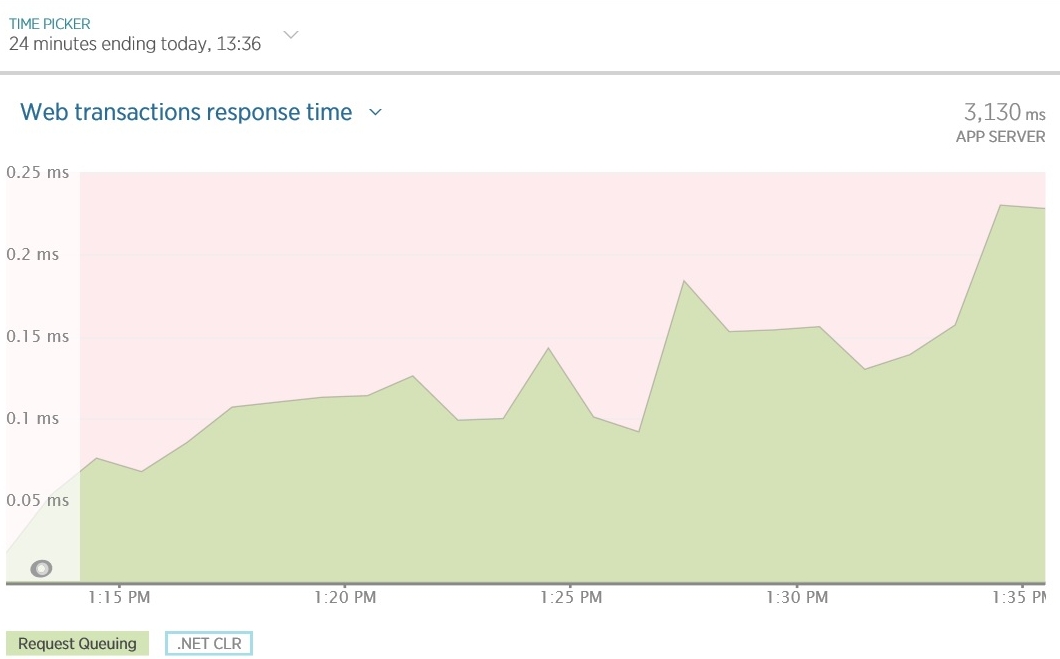 TIME PICKER
24 minutes ending today, 13:36
Web transactions response time
3,130 ms
APP SERVER
0.25 ms
0.2 ms
0.15 ms
0.1 ms
0.05 ms
1:15 PM 1:20 PM 1:25 PM 1:30 PM 1:35 PM
Request Queuing .NET CLR